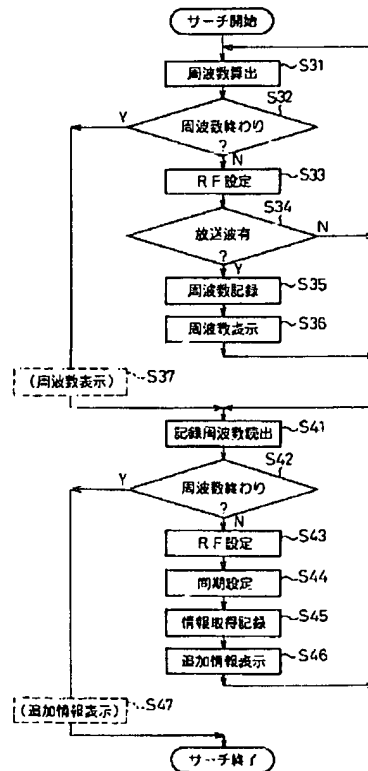 サーチ開始
周波数算出 S31
S32
Y 周波数終わり
?
N
RF設定 S33
S34
放送波有 N
?
Y
周波数記録 S35
周波数表示 S36
(周波数表示) S37
記録周波数読出 S41
S42
Y 周波数終わり
?
N
RF設定 S43
同期設定 S44
情報取得記録 S45
追加情報表示 S46
(追加情報表示) S47
サーチ終了